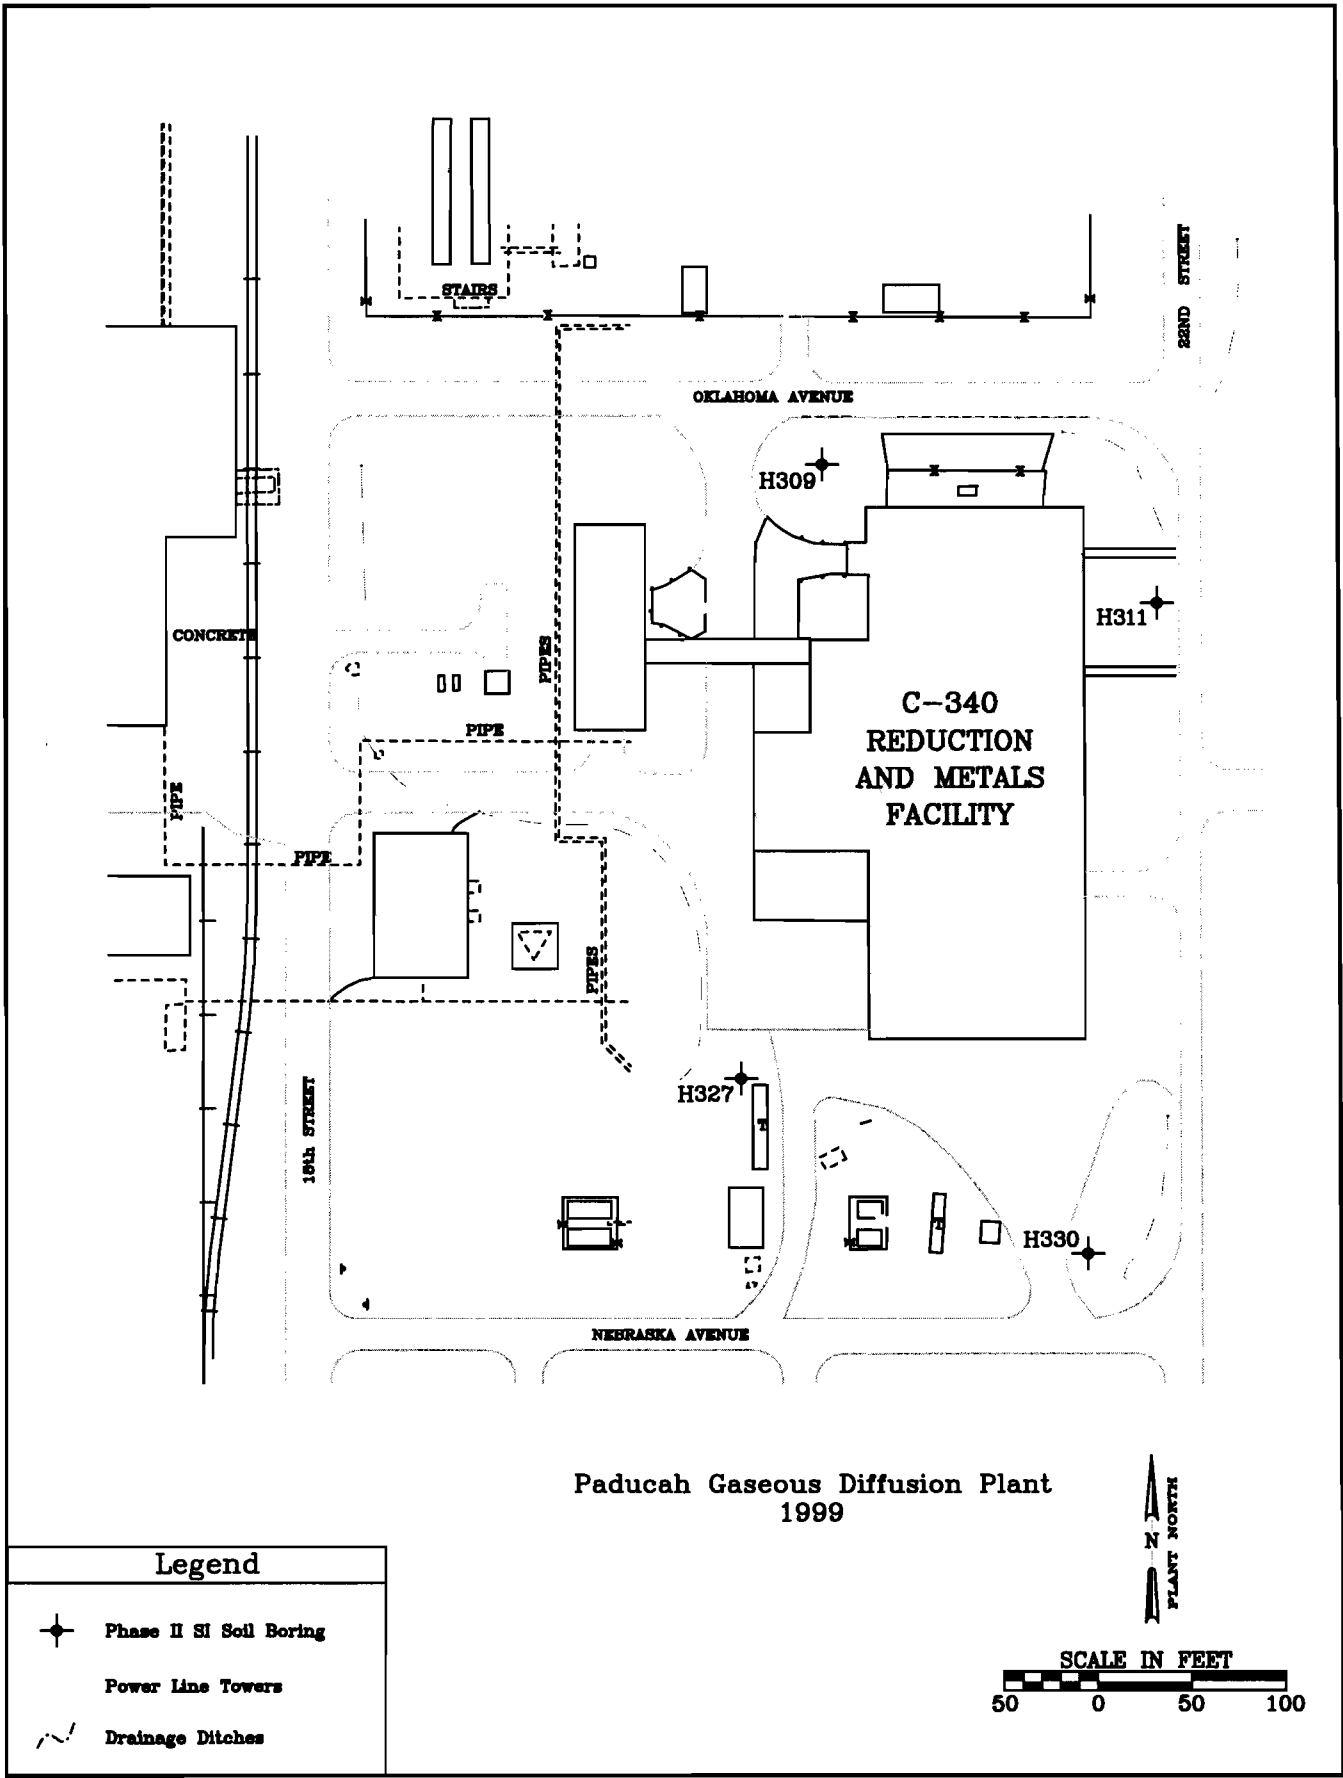 STAIRS
22ND STREET
OKLAHOMA AVENUE
H309
H311
CONCRETE
PIPES
C-340
REDUCTION
AND METALS
FACILITY
PIPE
PIPE
PIPE
PIPES
H327
T
18th STREET
T
H330
NEBRASKA AVENUE
Paducah Gaseous Diffusion Plant
1999
N
PLANT NORTH
Legend
Phase II SI Soil Boring
Power Line Towers
Drainage Ditches
SCALE IN FEET
50 0 50 100